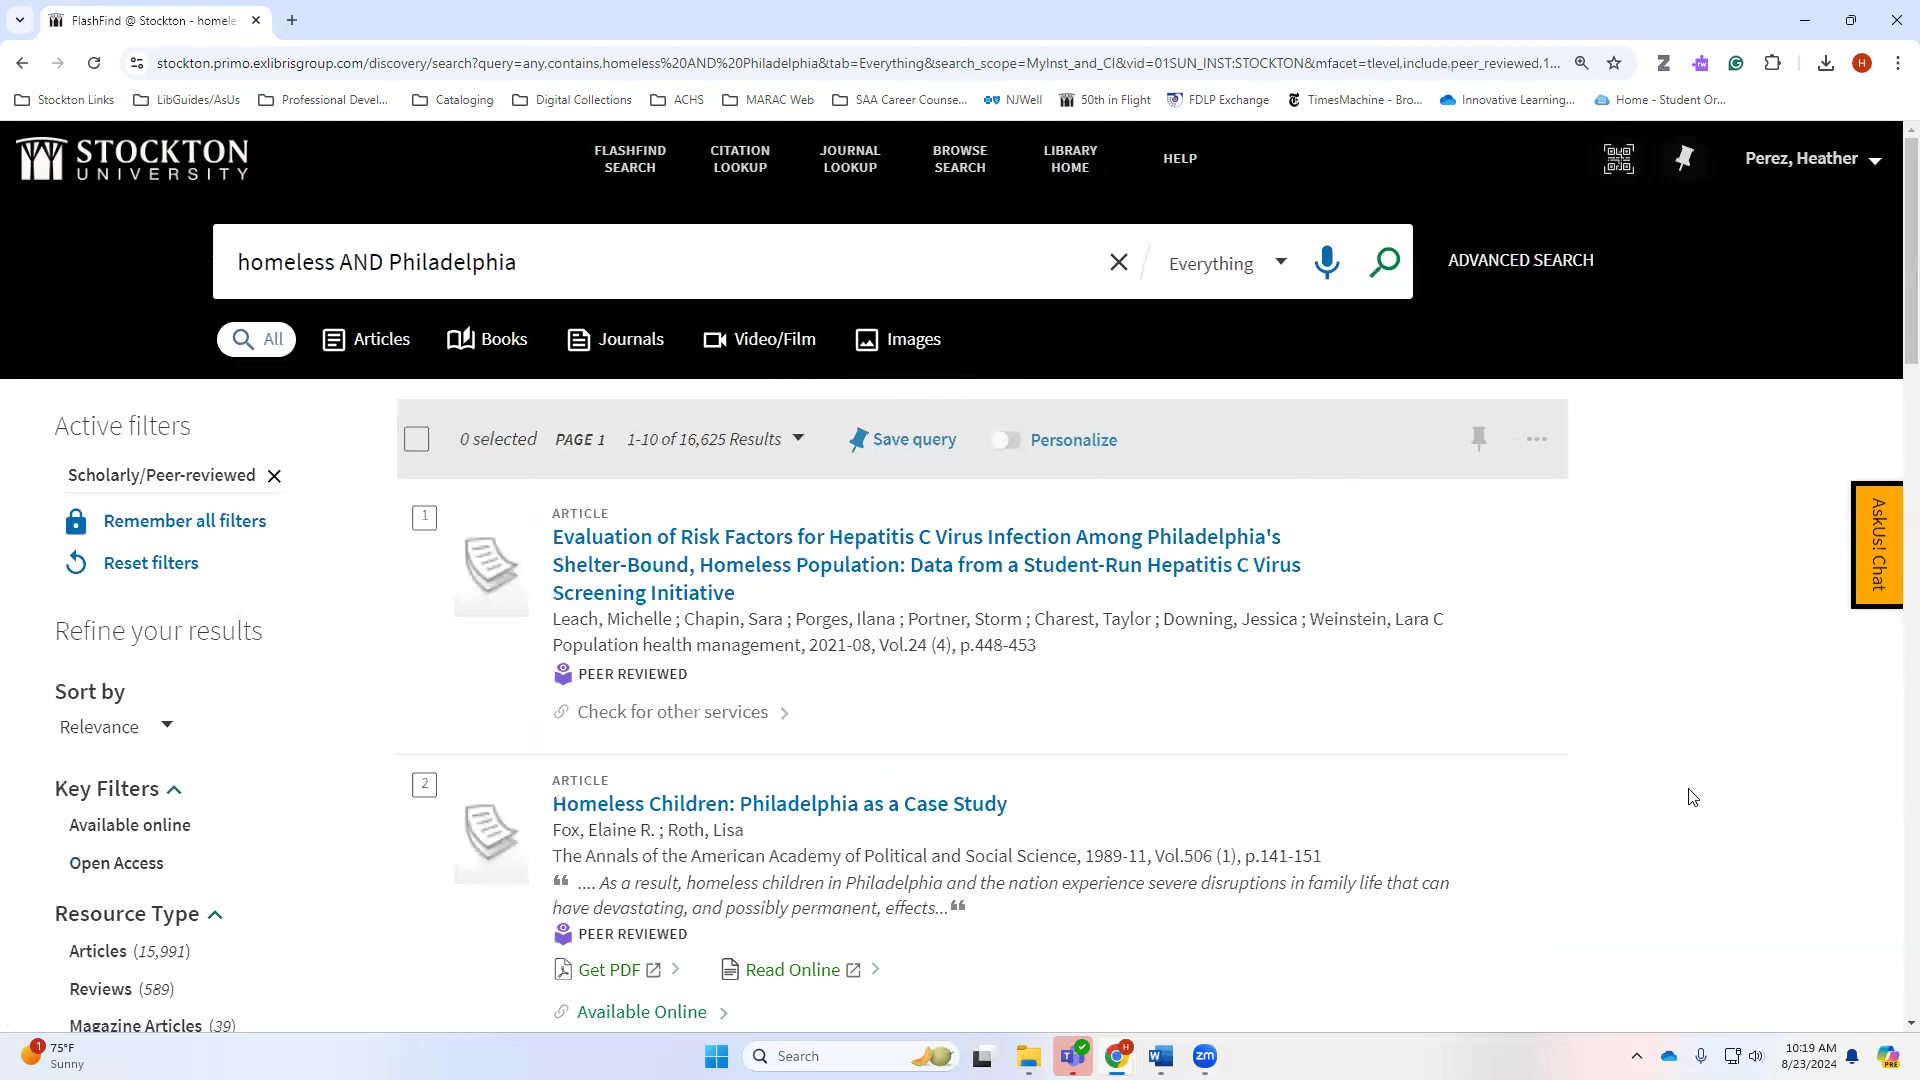 FlashFind @ Stockton - homele
stockton.primo.exlibrisgroup.com/discovery/search?query=any,contains,homeless%20AND%20Philadelphia&tab=Everything&search_scope=MyInst_and_CI&vid=01SUN_INST:STOCKTON&mfacet=tlevel,include,peer_reviewed,1...
H
Stockton Links
LibGuides/AsUs
Professional Devel...
Cataloging
Digital Collections
ACHS
MARAC Web
SAA Career Counse...
NJWell
50th in Flight
FDLP Exchange
TimesMachine - Bro...
Innovative Learning...
Home - Student Or...
STOCKTON
UNIVERSITY
FLASHFIND
SEARCH
CITATION
LOOKUP
JOURNAL
LOOKUP
BROWSE
SEARCH
LIBRARY
HOME
HELP
Perez, Heather
homeless AND Philadelphia
Everything
ADVANCED SEARCH
All
Articles
Books
Journals
Video/Film
Images
Active filters
Scholarly/Peer-reviewed
Remember all filters
Reset filters
Refine your results
Sort by
Relevance
Key Filters
Available online
Open Access
Resource Type
Articles (15,991)
Reviews (589)
Magazine Articles (39)
0 selected PAGE 1 1-10 of 16,625 Results
Save query
Personalize
1
ARTICLE
Evaluation of Risk Factors for Hepatitis C Virus Infection Among Philadelphia's
Shelter-Bound, Homeless Population: Data from a Student-Run Hepatitis C Virus
Screening Initiative
Leach, Michelle ; Chapin, Sara ; Porges, Ilana ; Portner, Storm ; Charest, Taylor ; Downing, Jessica ; Weinstein, Lara C
Population health management, 2021-08, Vol.24 (4), p.448-453
PEER REVIEWED
Check for other services
2
ARTICLE
Homeless Children: Philadelphia as a Case Study
Fox, Elaine R. ; Roth, Lisa
The Annals of the American Academy of Political and Social Science, 1989-11, Vol.506 (1), p.141-151
.... As a result, homeless children in Philadelphia and the nation experience severe disruptions in family life that can
have devastating, and possibly permanent, effects...
PEER REVIEWED
Get PDF
Read Online
Available Online
AskUs! Chat
1
75°F
Sunny
Search
H
zm
10:19 AM
8/23/2024
PRE